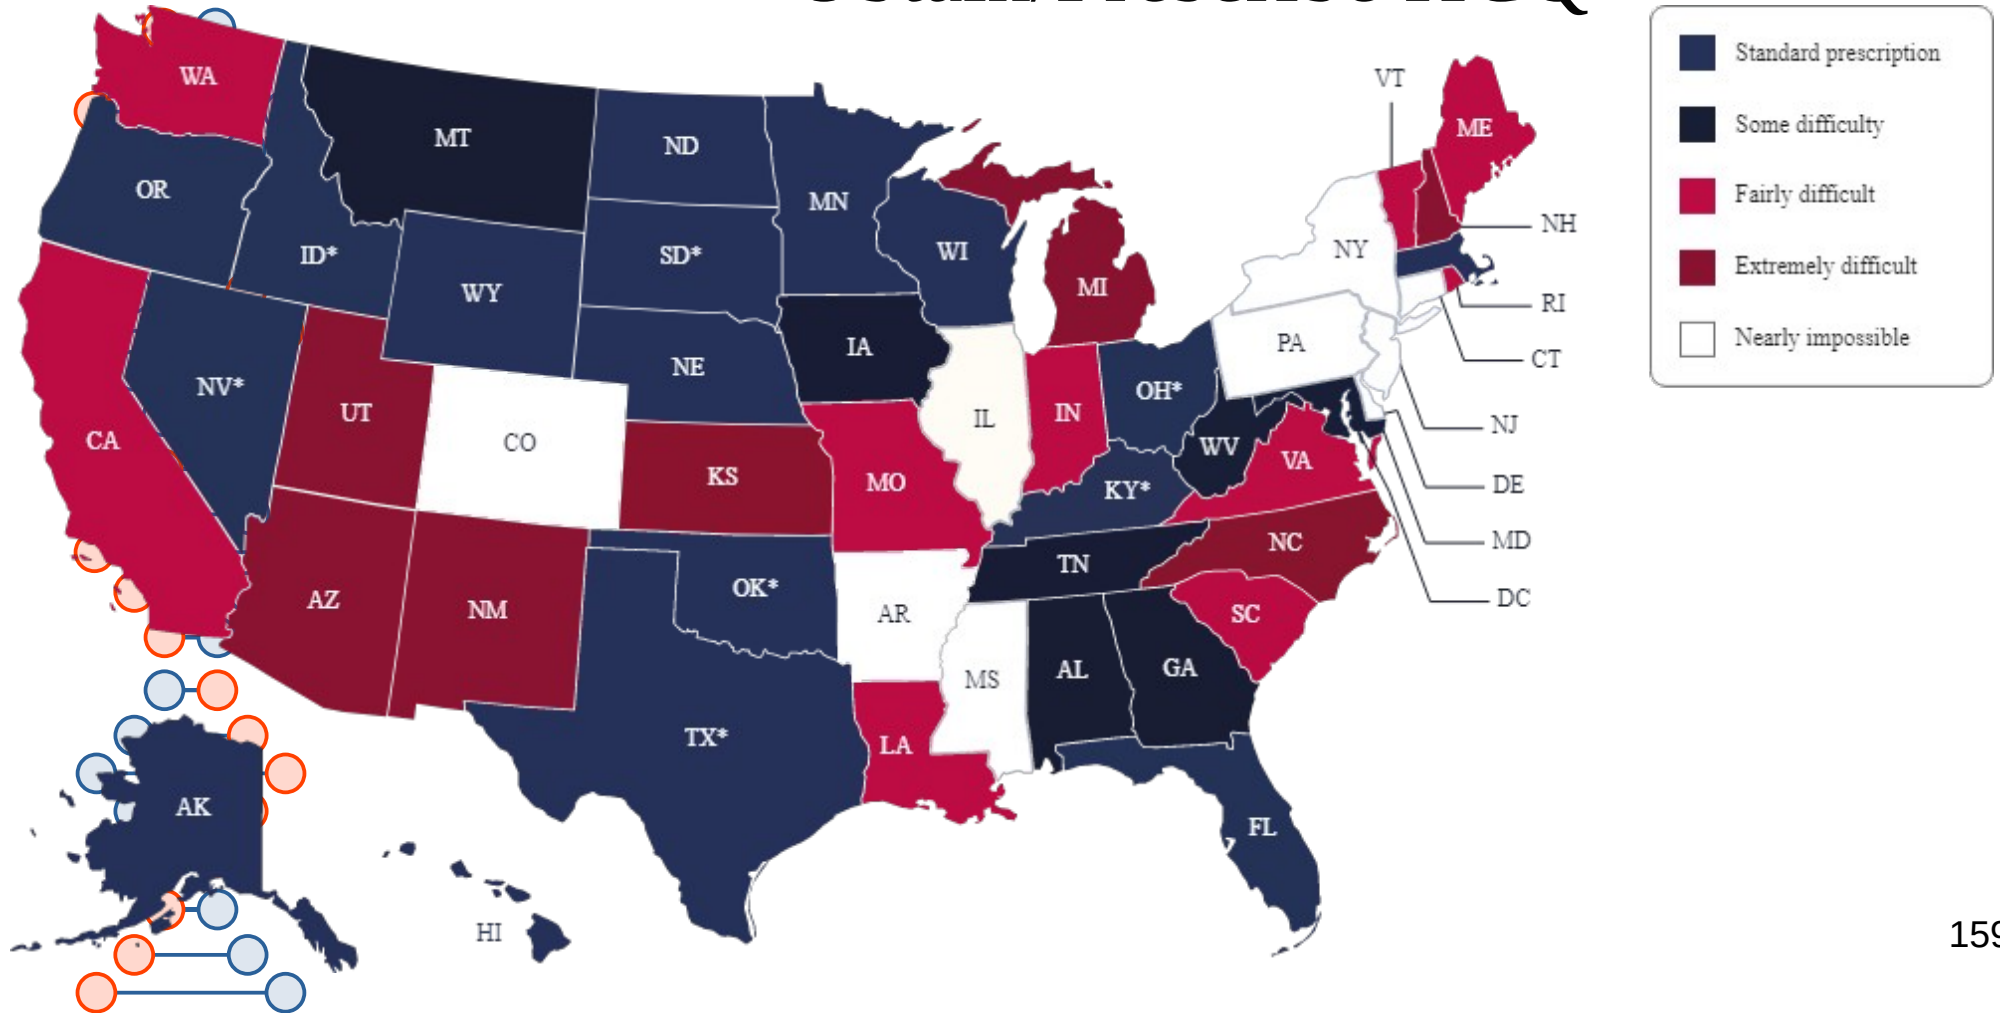 Standard prescription
Some difficulty
Fairly difficult
Extremely difficult
Nearly impossible
WA
OR
ID*
MT
ND
MN
VT
ME
NH
RI
CT
NJ
DE
MD
DC
NY
PA
WI
MI
SD*
WY
NE
IA
IL
IN
OH*
WV
VA
KY*
NV*
UT
CO
KS
MO
CA
AZ
NM
OK*
AR
TN
NC
SC
MS
AL
GA
TX*
LA
FL
AK
HI